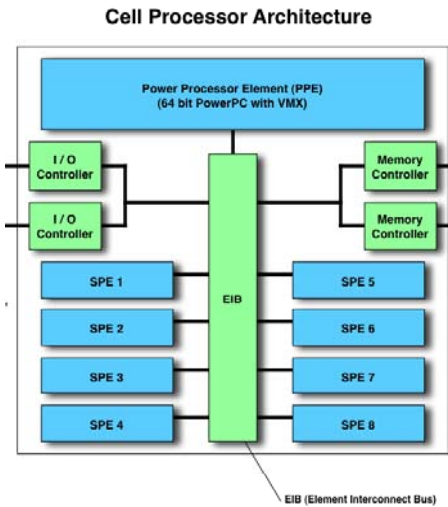 Cell Processor Architecture
Power Processor Element (PPE)
(64 bit PowerPC with VMX)
I / O
Controller
Memory
Controller
I / O
Controller
Memory
Controller
EIB
SPE 1
SPE 5
SPE 2
SPE 6
SPE 3
SPE 7
SPE 4
SPE 8
EIB (Element Interconnect Bus)